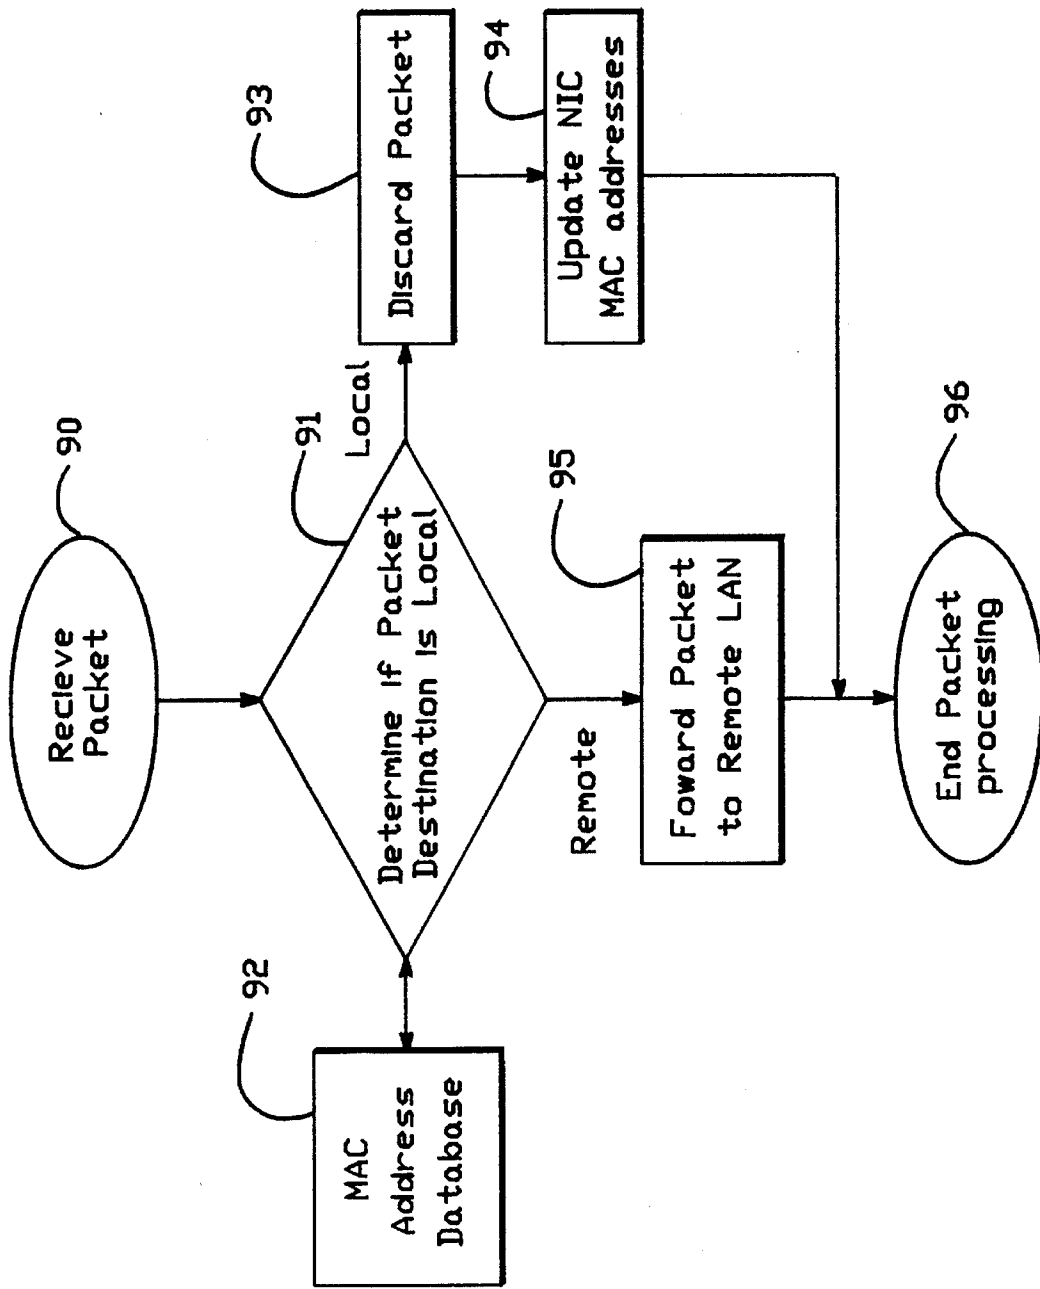 Recieve
Packet
90
Determine if Packet
Destination is Local
91
MAC
Address
Database
92
Local
Discard Packet
93
Update NIC
MAC addresses
94
Remote
Foward Packet
to Remote LAN
95
End Packet
processing
96